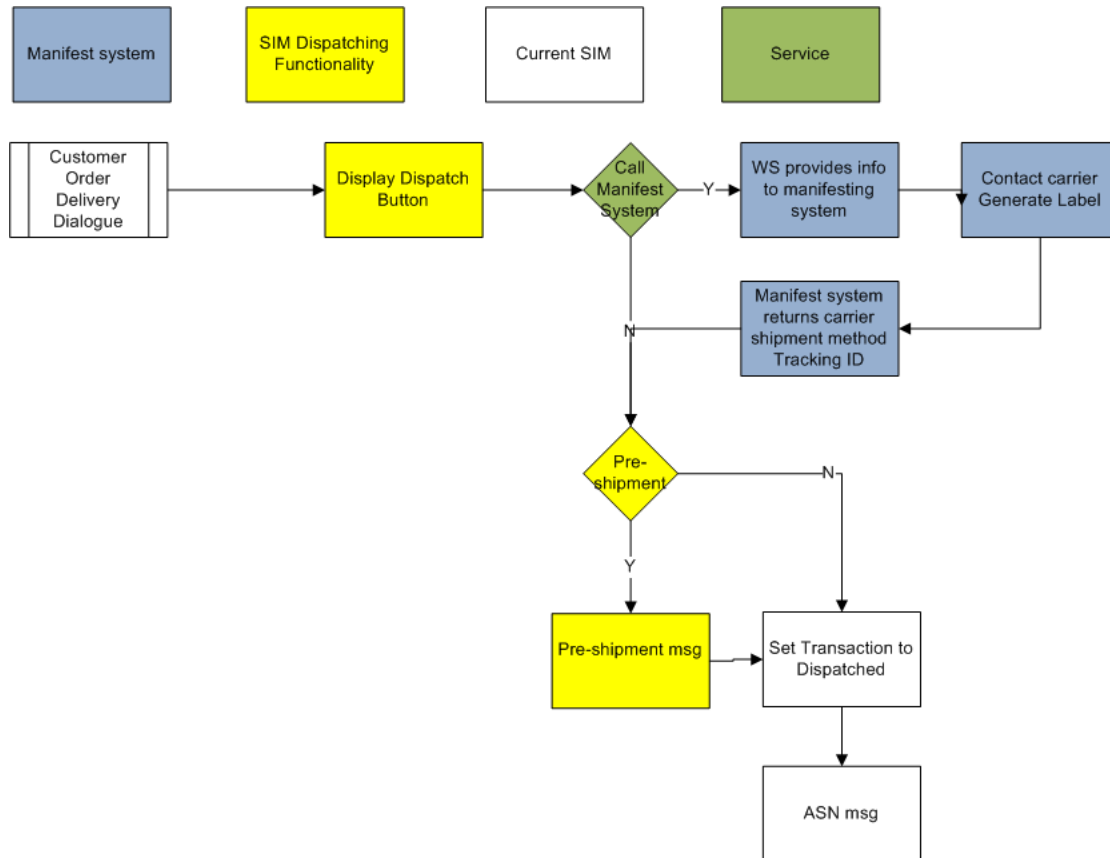 Manifest system
SIM Dispatching
Functionality
Current SIM
Service
Customer
Order
Delivery
Dialogue
Display Dispatch
Button
Call
Manifest
System
Y
WS provides info
to manifesting
system
Contact carrier
Generate Label
Manifest system
returns carrier
shipment method
Tracking ID
N
Pre-
shipment
N
Y
Pre-shipment msg
Set Transaction to
Dispatched
ASN msg